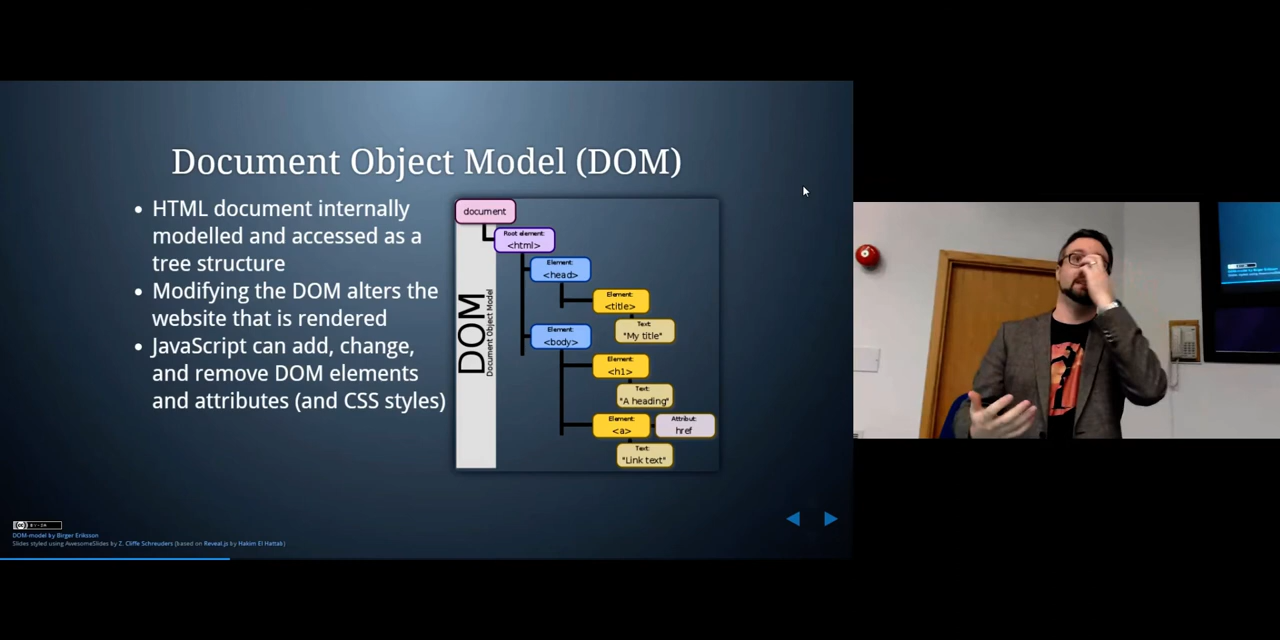 Document Object Model (DOM)
• HTML document internally
modelled and accessed as a
tree structure
• Modifying the DOM alters the
website that is rendered
• JavaScript can add, change,
and remove DOM elements
and attributes (and CSS styles)
DOM
Document Object Model
document
Root element:
<html>
Element:
<head>
Element:
<title>
Text:
"My title"
Element:
<body>
Element:
<h1>
Text:
"A heading"
Element:
<a>
Attribut:
href
Text:
"Link text"
DOM-model by Birger Eriksson
Slides styled using AwesomeSlides by Z. Cliffe Schreuders (based on Reveal.js by Hakim El Hattab)